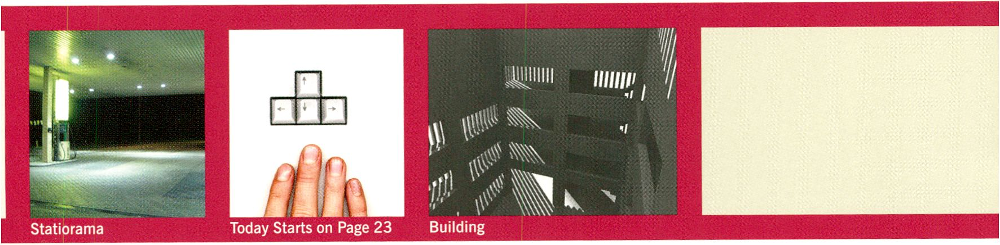 Statiorama
Today Starts on Page 23
Building